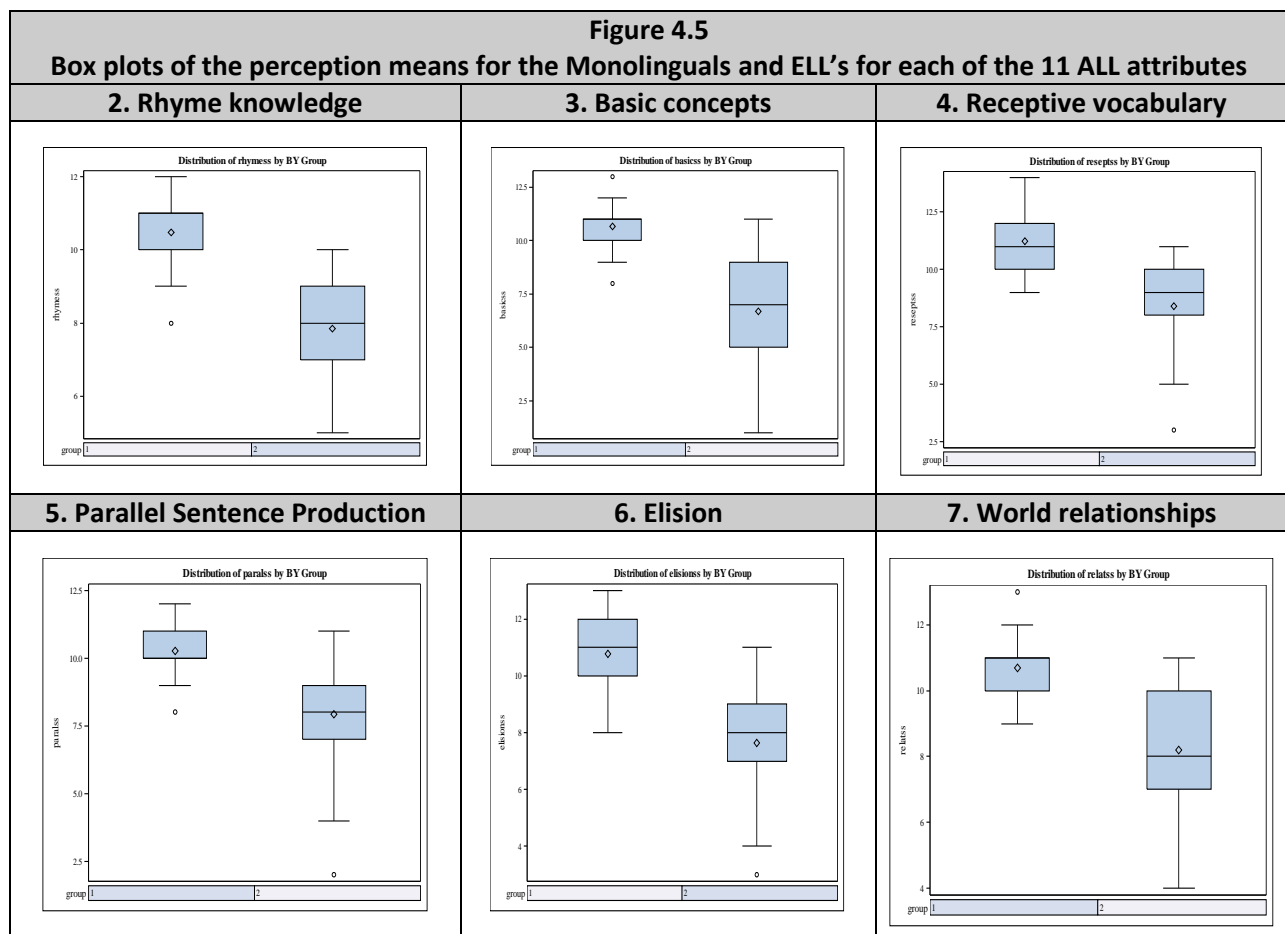 Figure 4.5
Box plots of the perception means for the Monolinguals and ELL's for each of the 11 ALL attributes
2. Rhyme knowledge
3. Basic concepts
4. Receptive vocabulary
Distribution of rhymess by BY Group
12
10
8
6
rhymess
group 1 2
Distribution of basicss by BY Group
12.5
10.0
7.5
5.0
2.5
basicss
group 1 2
Distribution of reseptss by BY Group
12.5
10.0
7.5
5.0
2.5
reseptss
group 1 2
5. Parallel Sentence Production
6. Elision
7. World relationships
Distribution of paralss by BY Group
12.5
10.0
7.5
5.0
2.5
paralss
group 1 2
Distribution of elisionss by BY Group
12
10
8
6
4
elisionss
group 1 2
Distribution of relatss by BY Group
12
10
8
6
4
relatss
group 1 2